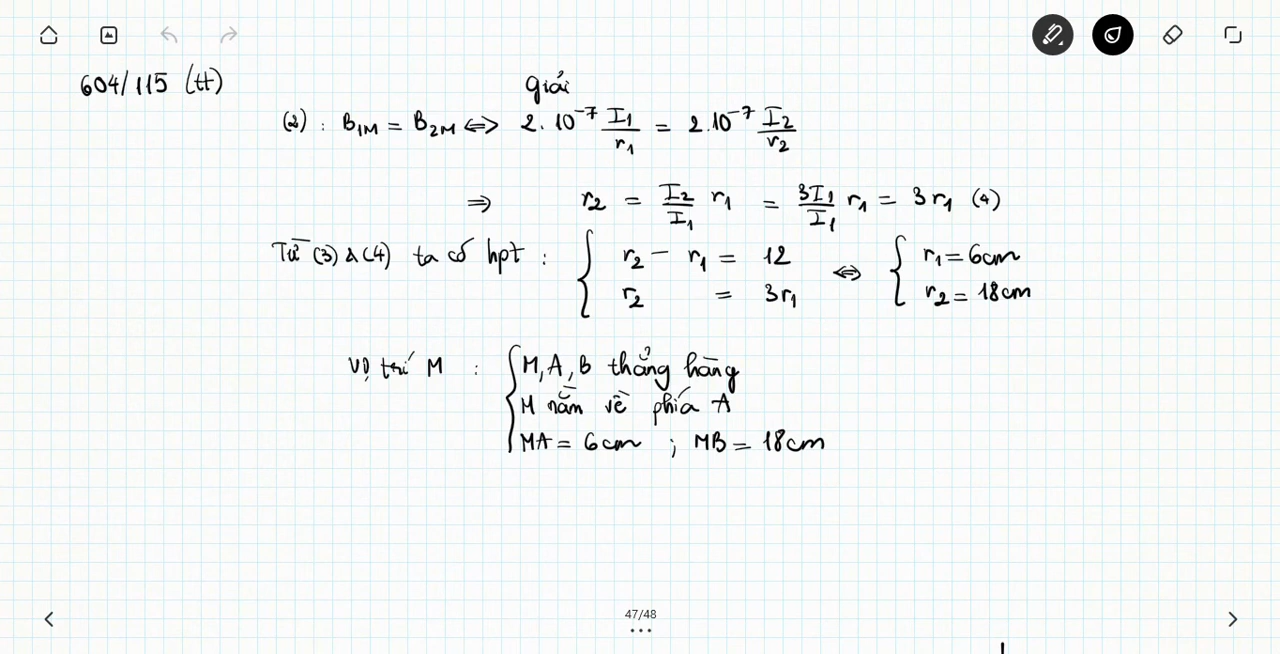 604/115 (tt)
giải
(2) : B1M = B2M ⇔ 2. 10⁻⁷ I₁/r₁ = 2.10⁻⁷ I₂/r₂
⇒ r₂ = I₂/I₁ r₁ = 3I₁/I₁ r₁ = 3r₁ (4)
Từ (3) & (4) ta có hpt : { r₂ − r₁ = 12 ⇔ { r₁ = 6cm
r₂ = 3r₁ r₂ = 18cm
Vị trí M : { M, A, B thẳng hàng
M nằm về phía A
MA = 6cm ; MB = 18cm
47/48